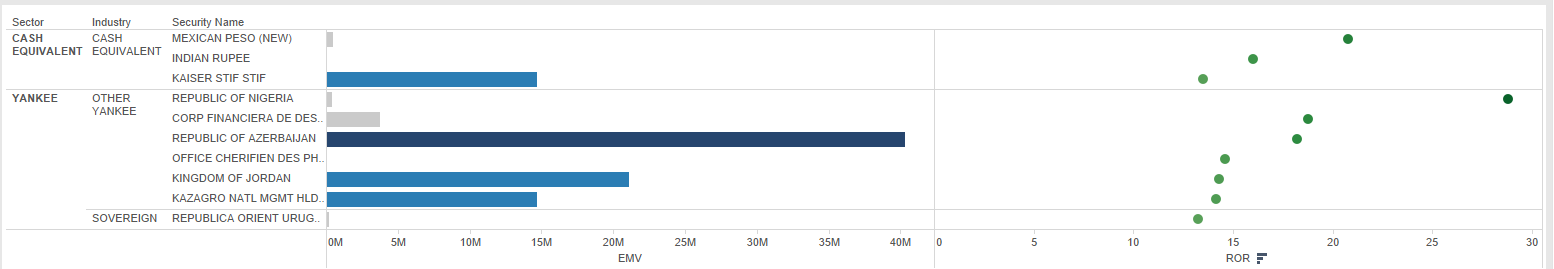 Sector Industry Security Name
CASH EQUIVALENT CASH EQUIVALENT MEXICAN PESO (NEW)
INDIAN RUPEE
KAISER STIF STIF
YANKEE OTHER YANKEE REPUBLIC OF NIGERIA
CORP FINANCIERA DE DES..
REPUBLIC OF AZERBAIJAN
OFFICE CHERIFIEN DES PH..
KINGDOM OF JORDAN
KAZAGRO NATL MGMT HLD..
SOVEREIGN REPUBLICA ORIENT URUG..
0M 5M 10M 15M 20M 25M 30M 35M 40M 0 5 10 15 20 25 30
EMV ROR